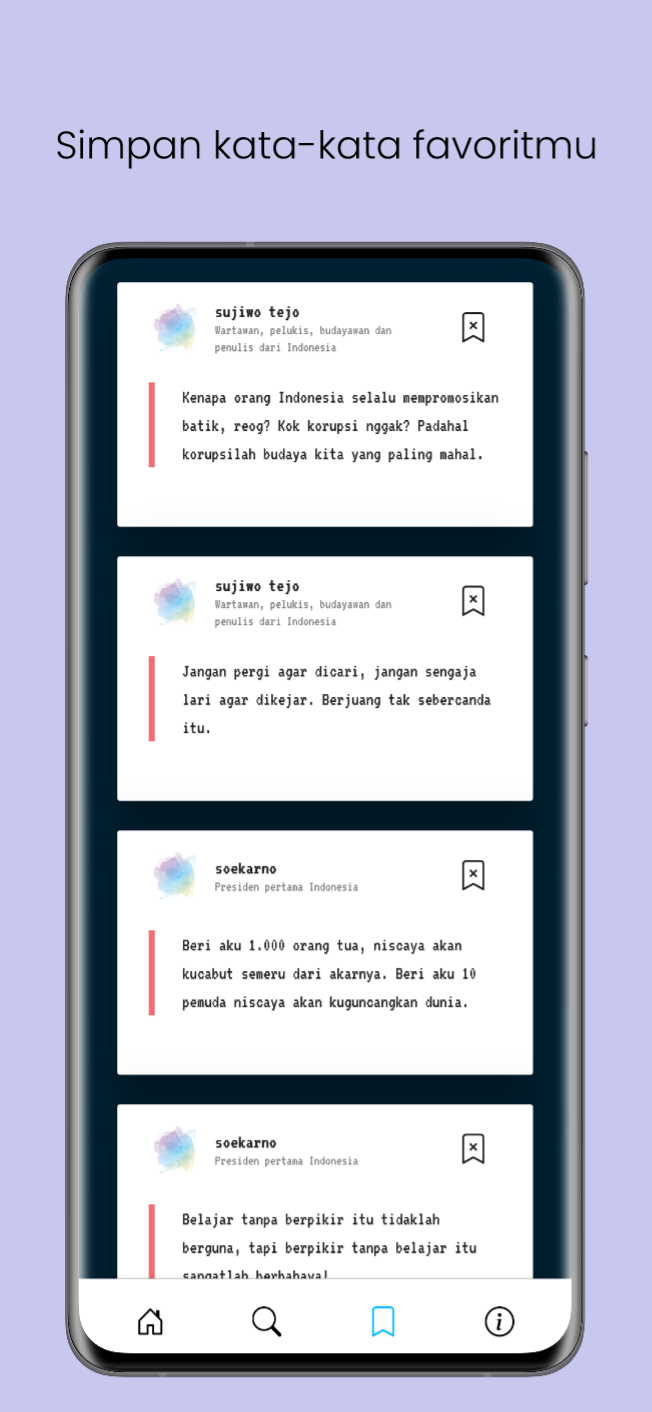 Simpan kata-kata favoritmu
sujiwo tejo
Wartawan, pelukis, budayawan dan
penulis dari Indonesia
Kenapa orang Indonesia selalu mempromosikan
batik, reog? Kok korupsi nggak? Padahal
korupsilah budaya kita yang paling mahal.
sujiwo tejo
Wartawan, pelukis, budayawan dan
penulis dari Indonesia
Jangan pergi agar dicari, jangan sengaja
lari agar dikejar. Berjuang tak sebercanda
itu.
soekarno
Presiden pertama Indonesia
Beri aku 1.000 orang tua, niscaya akan
kucabut semeru dari akarnya. Beri aku 10
pemuda niscaya akan kuguncangkan dunia.
soekarno
Presiden pertama Indonesia
Belajar tanpa berpikir itu tidaklah
berguna, tapi berpikir tanpa belajar itu
sangatlah berbahaya!